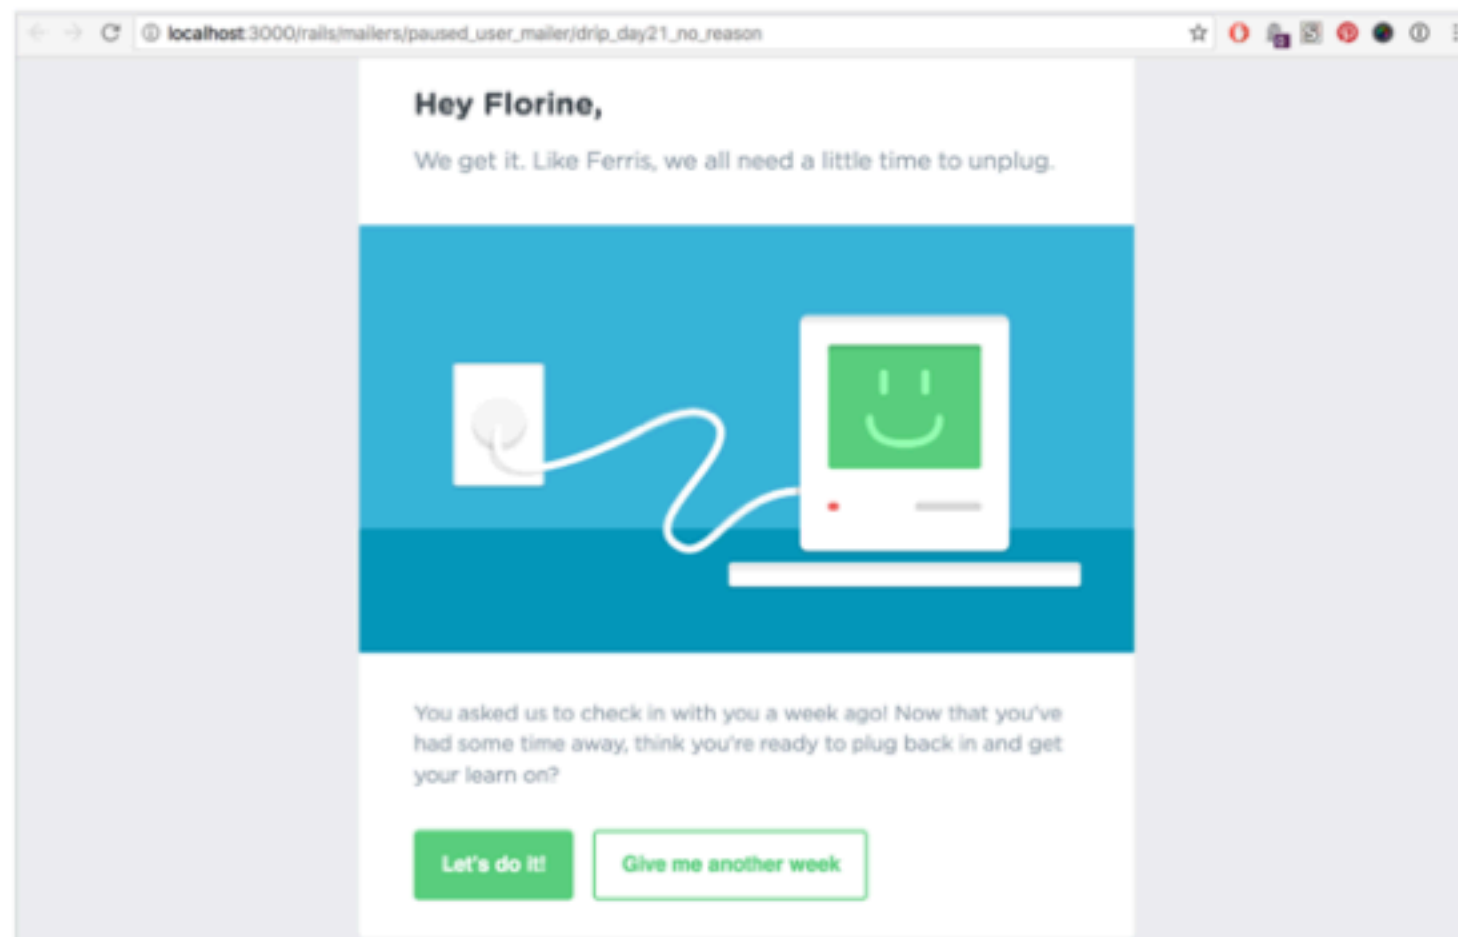 localhost:3000/rails/mailers/paused_user_mailer/drip_day21_no_reason
Hey Florine,
We get it. Like Ferris, we all need a little time to unplug.
You asked us to check in with you a week ago! Now that you've
had some time away, think you're ready to plug back in and get
your learn on?
Let's do it!
Give me another week